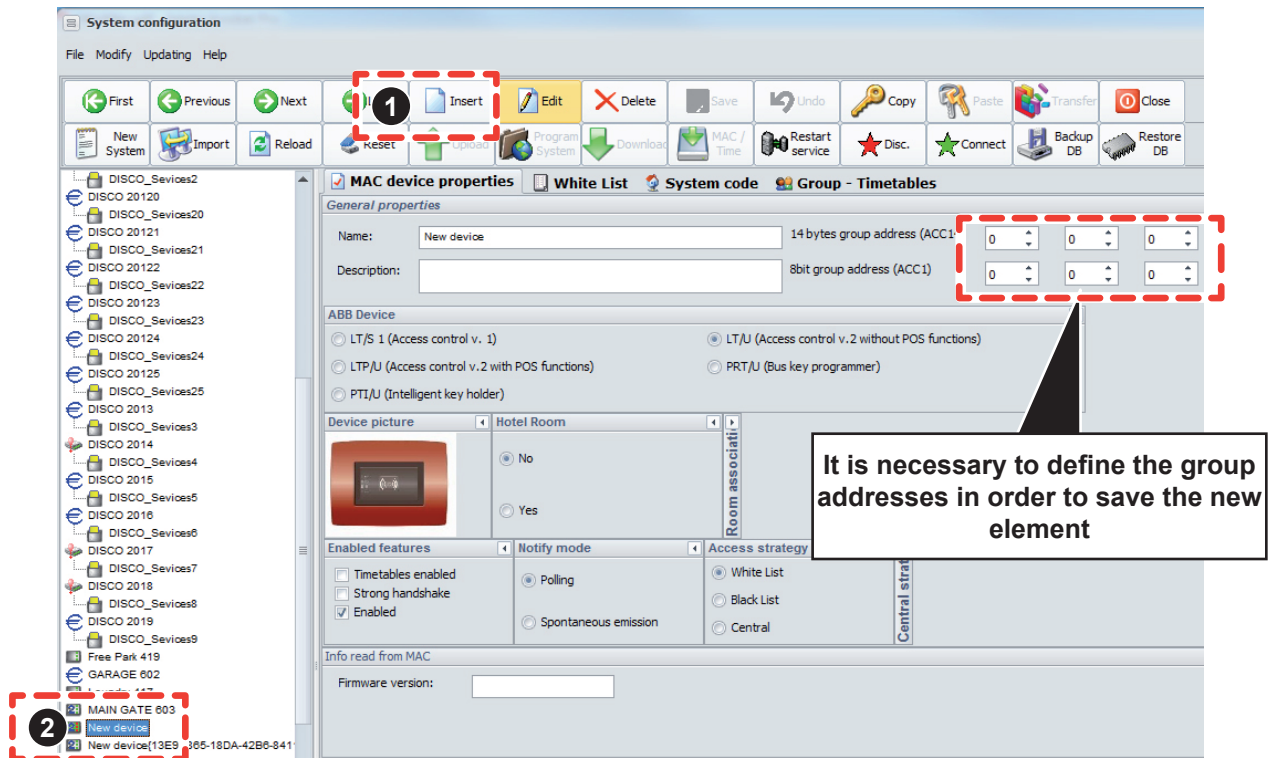 System configuration
File Modify Updating Help
First Previous Next 1 Insert Edit Delete Save Undo Copy Paste Transfer Close
New System Import Reload Reset Upload Program System Download MAC / Time Restart service Disc. Connect Backup DB Restore DB
DISCO_Sevices2
DISCO 20120
DISCO_Sevices20
DISCO 20121
DISCO_Sevices21
DISCO 20122
DISCO_Sevices22
DISCO 20123
DISCO_Sevices23
DISCO 20124
DISCO_Sevices24
DISCO 20125
DISCO_Sevices25
DISCO 2013
DISCO_Sevices3
DISCO 2014
DISCO_Sevices4
DISCO 2015
DISCO_Sevices5
DISCO 2016
DISCO_Sevices6
DISCO 2017
DISCO_Sevices7
DISCO 2018
DISCO_Sevices8
DISCO 2019
DISCO_Sevices9
Free Park 419
GARAGE 602
MAIN GATE 603
2 New device
New device{13E9 365-18DA-42B6-841
MAC device properties White List System code Group - Timetables
General properties
Name: New device 14 bytes group address (ACC1 0 0 0
Description: 8bit group address (ACC1) 0 0 0
ABB Device
LT/S 1 (Access control v. 1) LT/U (Access control v.2 without POS functions)
LTP/U (Access control v.2 with POS functions) PRT/U (Bus key programmer)
PTI/U (Intelligent key holder)
Device picture Hotel Room
No
Yes
Room associati
It is necessary to define the group
addresses in order to save the new
element
Enabled features Notify mode Access strategy
Timetables enabled Polling White List
Strong handshake Black List
Enabled Spontaneous emission Central
Central strat
Info read from MAC
Firmware version: